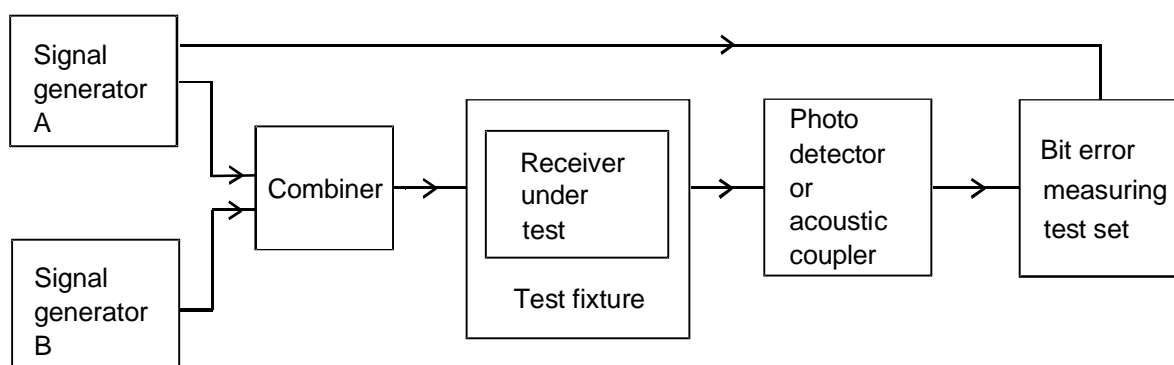 Signal
generator
A
Signal
generator
B
Combiner
Receiver
under
test
Test fixture
Photo
detector
or
acoustic
coupler
Bit error
measuring
test set